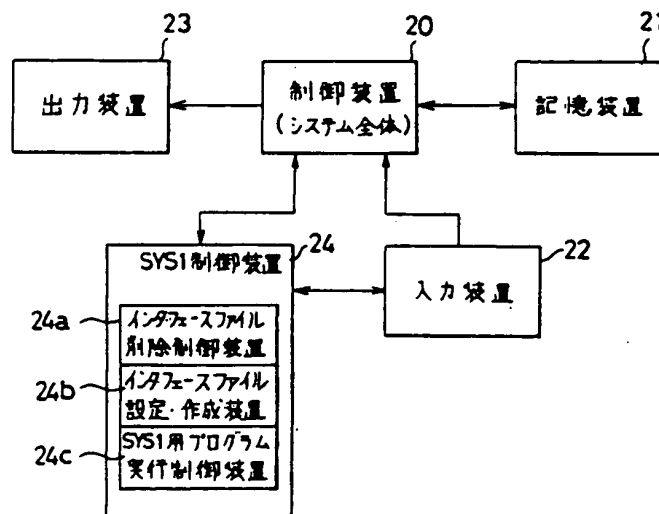 23
20
21
出力装置
制御装置
(システム全体)
記憶装置
24
SYS1制御装置
22
入力装置
24a
インタフェースファイル
削除制御装置
24b
インタフェースファイル
設定・作成装置
24c
SYS1用プログラム
実行制御装置